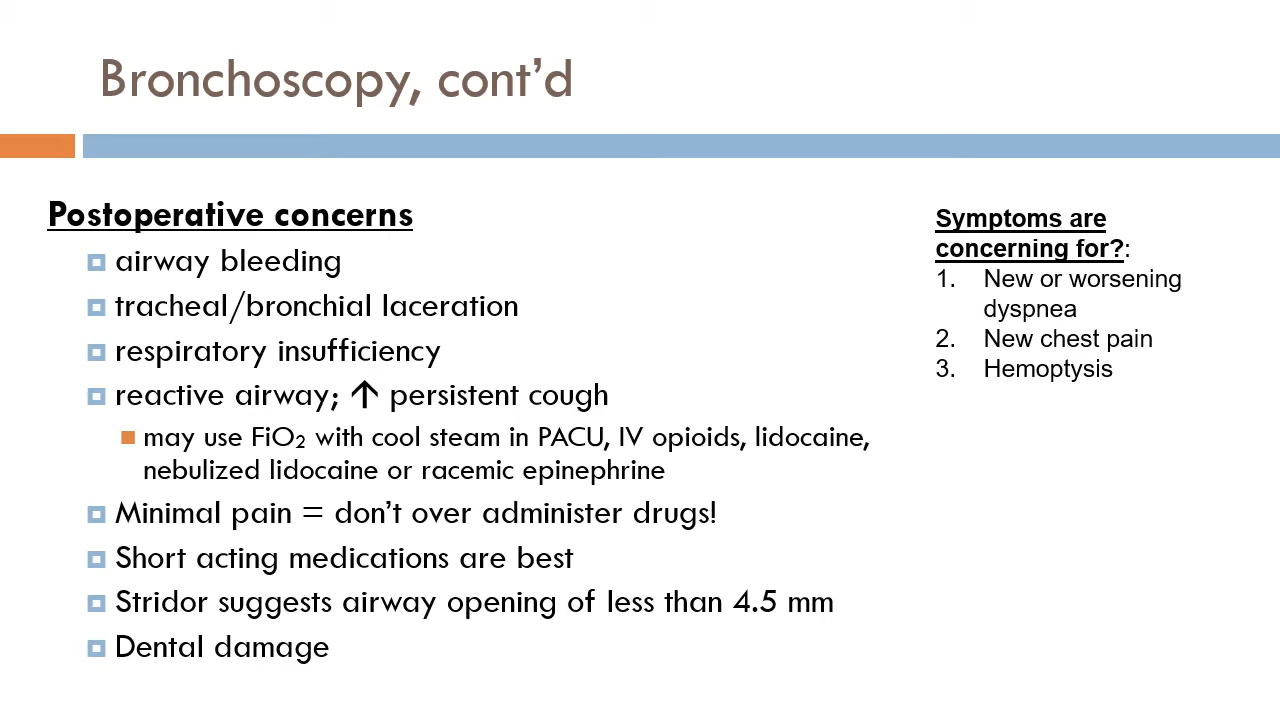 Bronchoscopy, cont’d
Postoperative concerns
airway bleeding
tracheal/bronchial laceration
respiratory insufficiency
reactive airway; ↑ persistent cough
may use FiO₂ with cool steam in PACU, IV opioids, lidocaine,
nebulized lidocaine or racemic epinephrine
Minimal pain = don’t over administer drugs!
Short acting medications are best
Stridor suggests airway opening of less than 4.5 mm
Dental damage
Symptoms are
concerning for?:
1. New or worsening
dyspnea
2. New chest pain
3. Hemoptysis